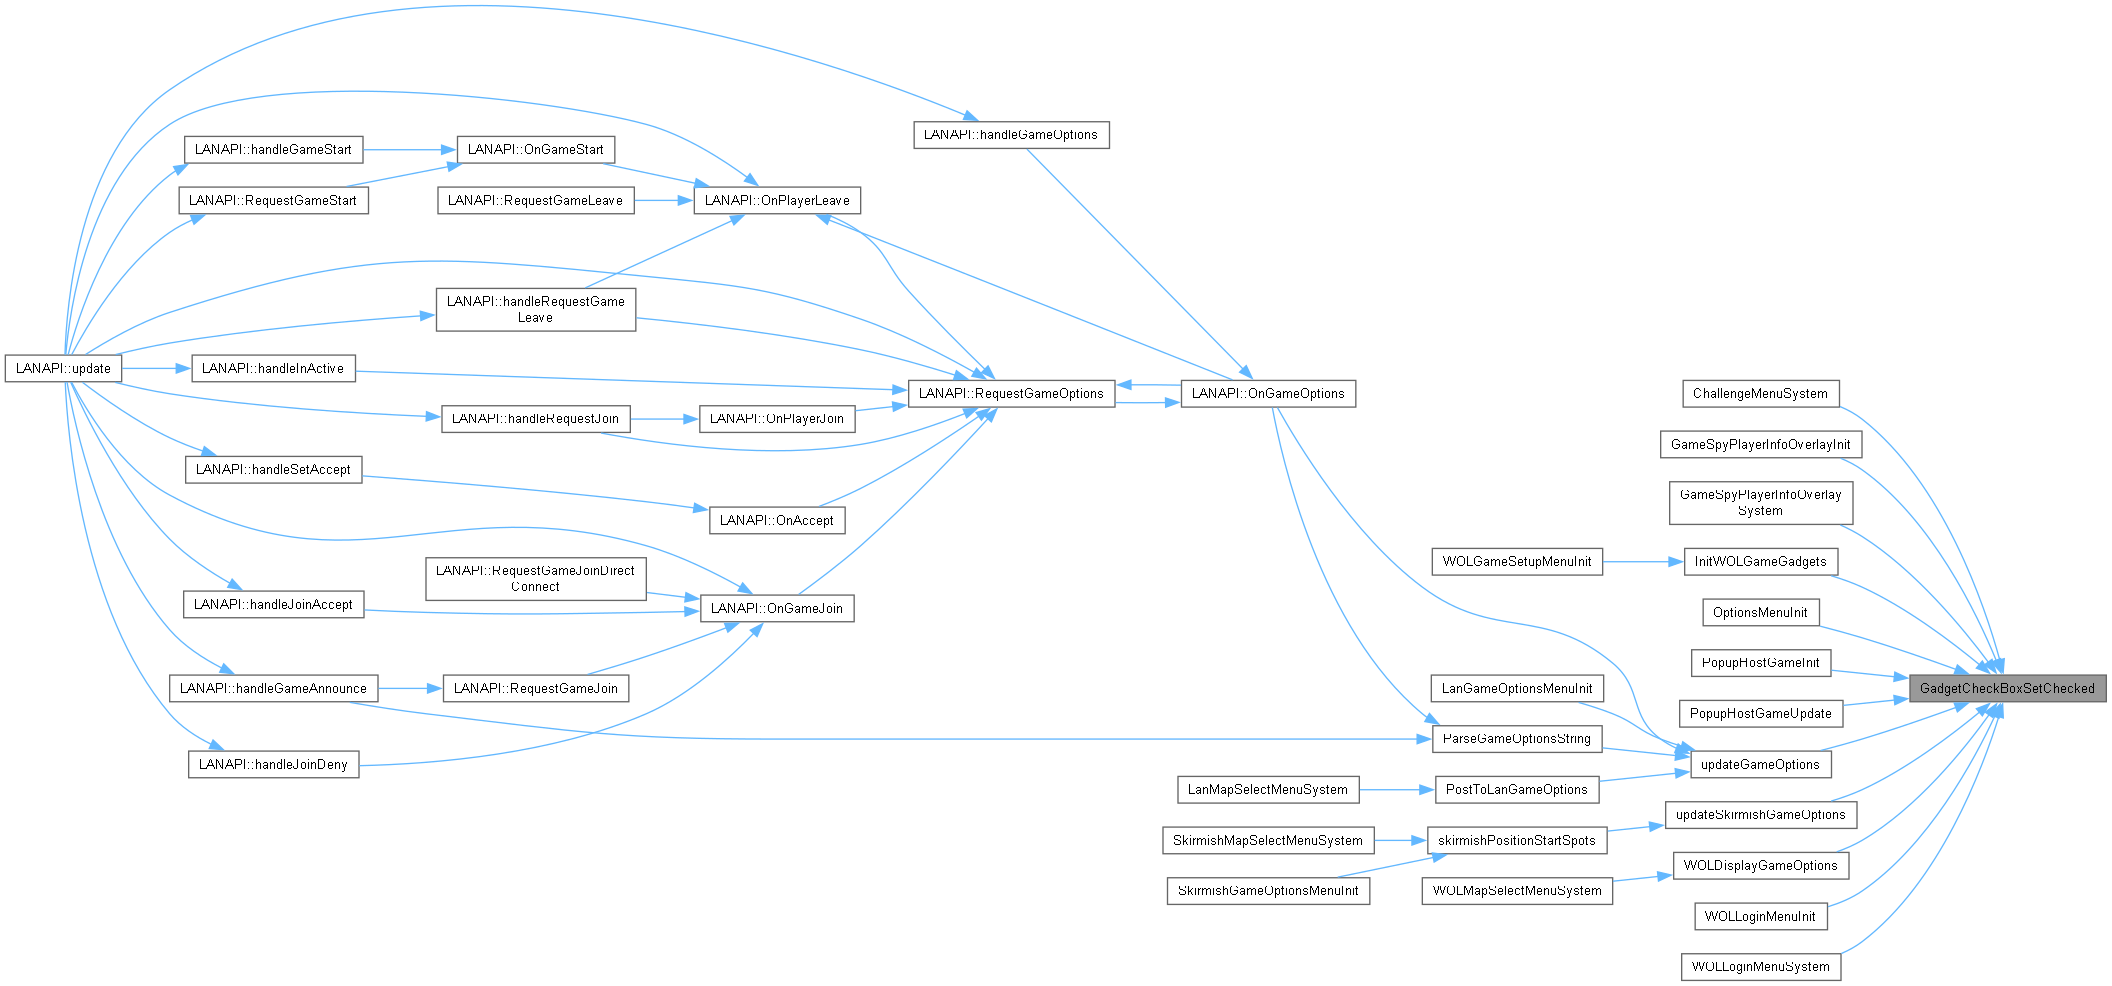 LANAPI::handleGameOptions
LANAPI::handleGameStart
LANAPI::OnGameStart
LANAPI::RequestGameStart
LANAPI::RequestGameLeave
LANAPI::OnPlayerLeave
LANAPI::handleRequestGame
Leave
LANAPI::update
LANAPI::handleInActive
LANAPI::RequestGameOptions
LANAPI::OnGameOptions
ChallengeMenuSystem
LANAPI::handleRequestJoin
LANAPI::OnPlayerJoin
GameSpyPlayerInfoOverlayInit
LANAPI::handleSetAccept
GameSpyPlayerInfoOverlay
System
LANAPI::OnAccept
WOLGameSetupMenuInit
InitWOLGameGadgets
LANAPI::RequestGameJoinDirect
Connect
LANAPI::handleJoinAccept
LANAPI::OnGameJoin
OptionsMenuInit
PopupHostGameInit
LANAPI::handleGameAnnounce
LANAPI::RequestGameJoin
LanGameOptionsMenuInit
GadgetCheckBoxSetChecked
PopupHostGameUpdate
ParseGameOptionsString
LANAPI::handleJoinDeny
updateGameOptions
LanMapSelectMenuSystem
PostToLanGameOptions
updateSkirmishGameOptions
SkirmishMapSelectMenuSystem
skirmishPositionStartSpots
WOLDisplayGameOptions
SkirmishGameOptionsMenuInit
WOLMapSelectMenuSystem
WOLLoginMenuInit
WOLLoginMenuSystem